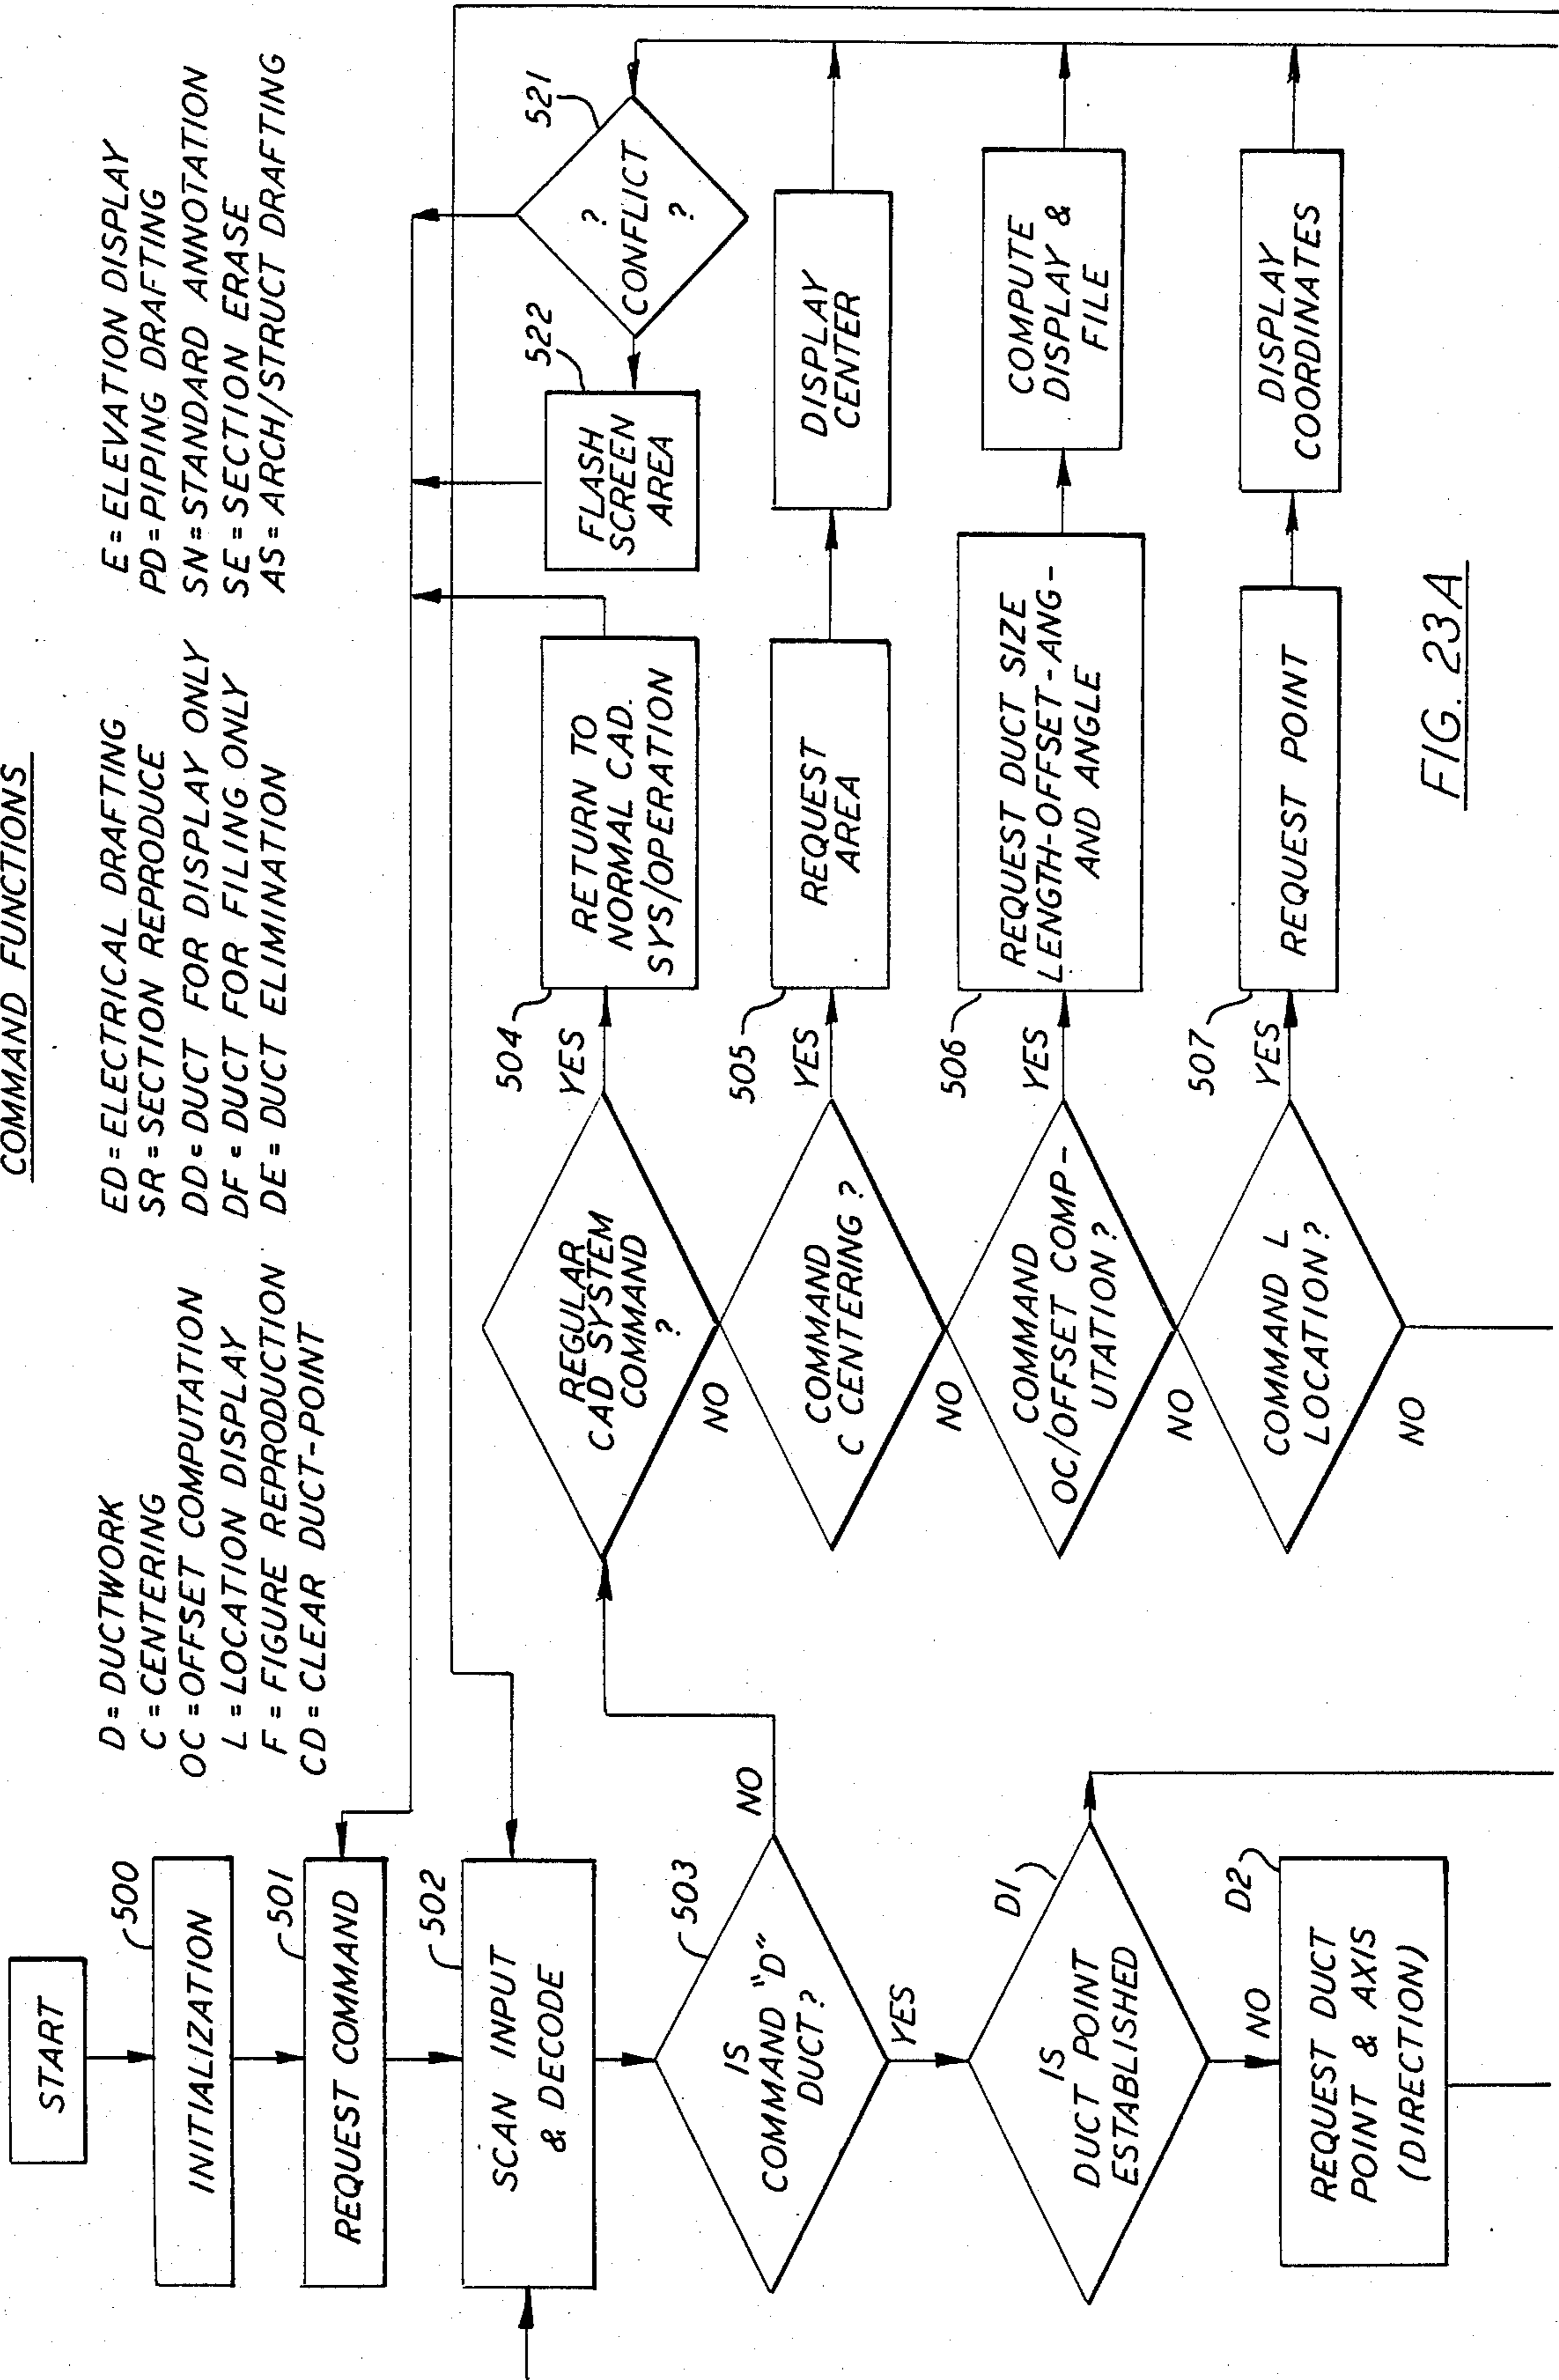 COMMAND FUNCTIONS
D = DUCTWORK
C = CENTERING
OC = OFFSET COMPUTATION
L = LOCATION DISPLAY
F = FIGURE REPRODUCTION
CD = CLEAR DUCT-POINT
ED = ELECTRICAL DRAFTING
SR = SECTION REPRODUCE
DD = DUCT FOR DISPLAY ONLY
DF = DUCT FOR FILING ONLY
DE = DUCT ELIMINATION
E = ELEVATION DISPLAY
PD = PIPING DRAFTING
SN = STANDARD ANNOTATION
SE = SECTION ERASE
AS = ARCH/STRUCT DRAFTING
START
500
INITIALIZATION
501
REQUEST COMMAND
502
SCAN INPUT
& DECODE
503
IS
COMMAND "D"
DUCT?
NO
YES
D1
IS
DUCT POINT
ESTABLISHED
NO
D2
REQUEST DUCT
POINT & AXIS
(DIRECTION)
REGULAR
CAD SYSTEM
COMMAND
?
YES
NO
504
RETURN TO
NORMAL CAD.
SYS/OPERATION
522
FLASH
SCREEN
AREA
521
?
CONFLICT
?
COMMAND
C CENTERING ?
YES
NO
505
REQUEST
AREA
DISPLAY
CENTER
COMMAND
OC/OFFSET COMP-
UTATION ?
YES
NO
506
REQUEST DUCT SIZE
LENGTH-OFFSET-ANG-
AND ANGLE
COMPUTE
DISPLAY &
FILE
COMMAND L
LOCATION ?
YES
NO
507
REQUEST POINT
DISPLAY
COORDINATES
FIG. 23A